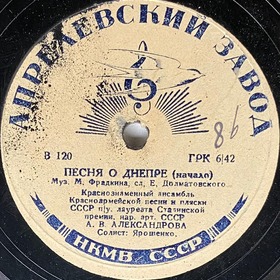 АПРЕЛЕВСКИЙ ЗАВОД
В 120
ГРК 6|42
8б
ПЕСНЯ О ДНЕПРЕ (начало)
Муз. М. Фрадкина, сл. Е. Долматовского
Краснознаменный ансамбль
Красноармейской песни и пляски
СССР п/у. лауреата Сталинской
премии, нар. арт. СССР
А. В. АЛЕКСАНДРОВА
Солист: Ярошенко.
НКМВ СССР